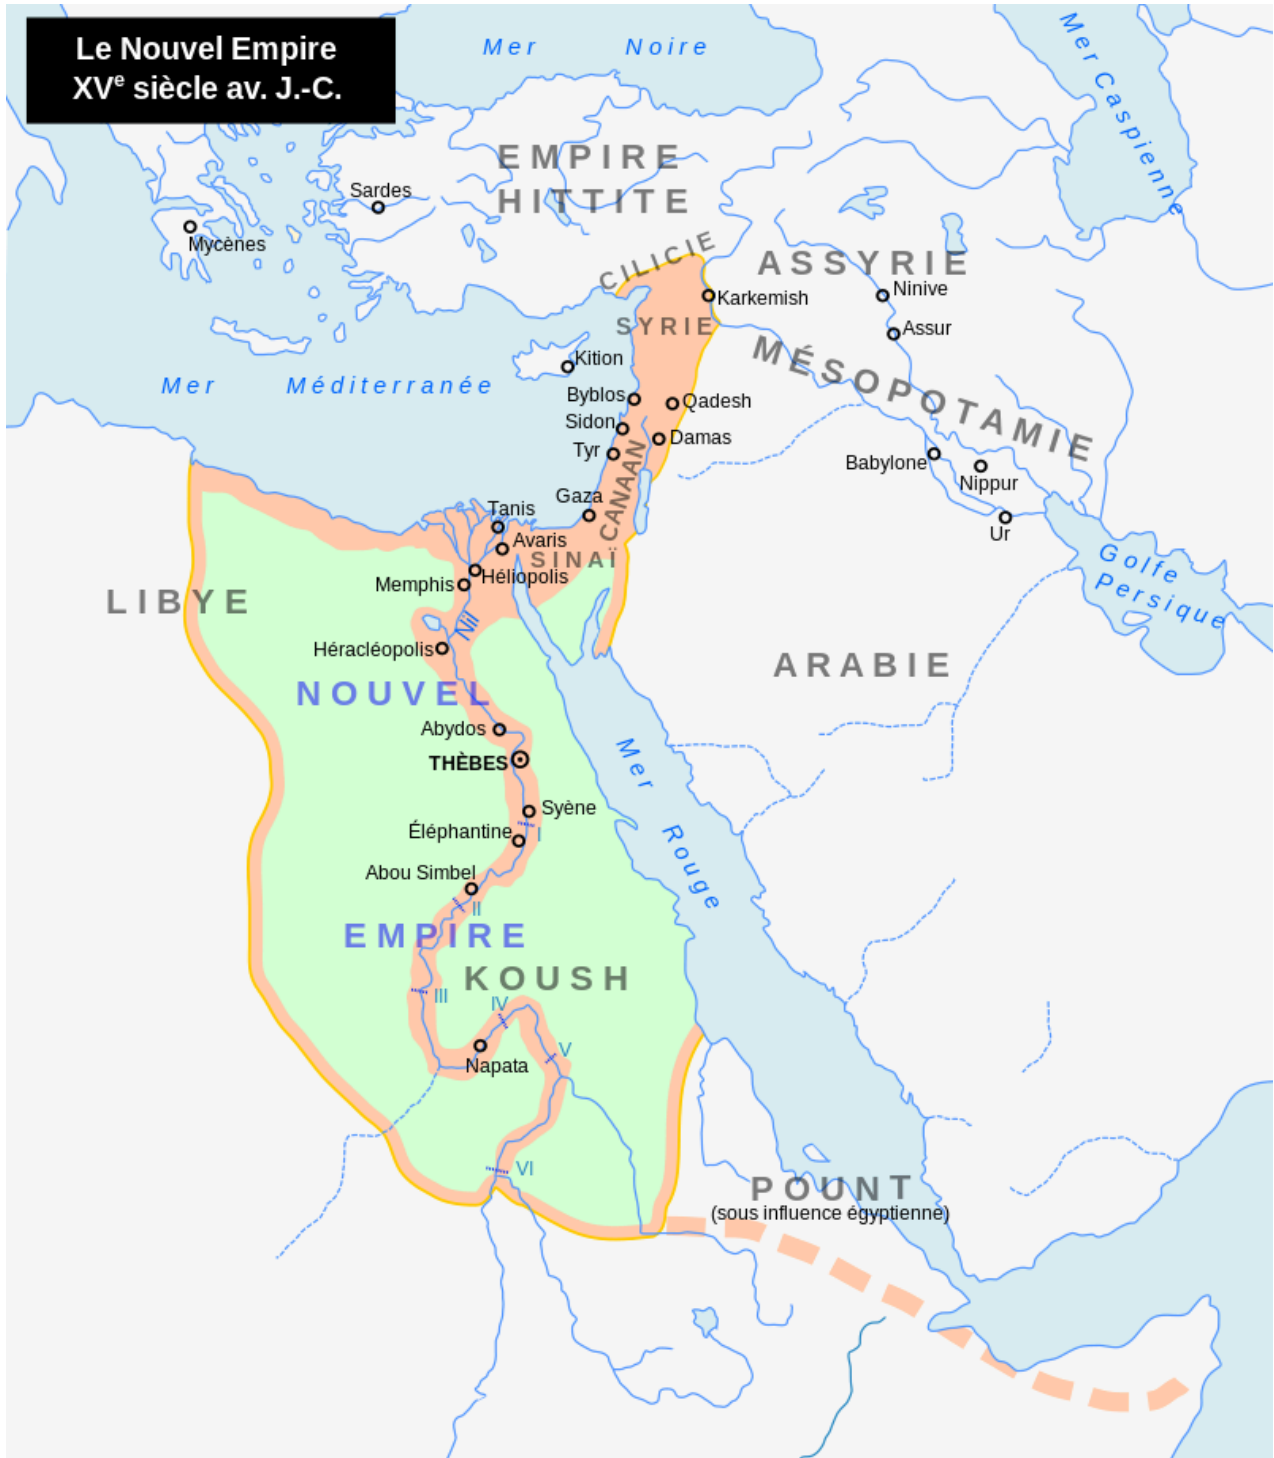 Le Nouvel Empire
XVe siècle av. J.-C.
Mer Noire
Mer Caspienne
EMPIRE
HITTITE
Sardes
Mycènes
CILICIE
ASSYRIE
Ninive
Karkemish
SYRIE
Assur
MÉSOPOTAMIE
Kition
Mer Méditerranée
Byblos
Qadesh
Sidon
Damas
Tyr
CANAAN
Babylone
Nippur
Gaza
Tanis
Ur
Avaris
SINAÏ
Héliopolis
Memphis
Golfe
Persique
LIBYE
Nil
Héracléopolis
ARABIE
NOUVEL
Abydos
THÈBES
Mer Rouge
Syène
Éléphantine
I
Abou Simbel
II
EMPIRE
KOUSH
III
IV
V
Napata
VI
POUNT
(sous influence égyptienne)